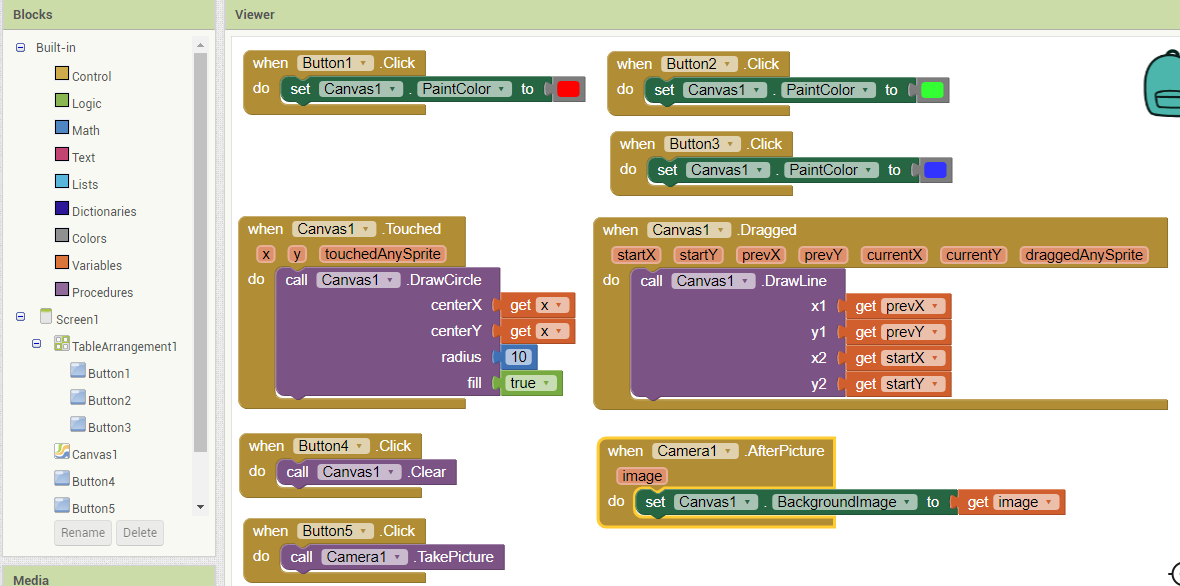 Blocks
Built-in
Control
Logic
Math
Text
Lists
Dictionaries
Colors
Variables
Procedures
Screen1
TableArrangement1
Button1
Button2
Button3
Canvas1
Button4
Button5
Rename Delete
Media
Viewer
when Button1 .Click
do set Canvas1 . PaintColor to
when Button2 .Click
do set Canvas1 . PaintColor to
when Button3 .Click
do set Canvas1 . PaintColor to
when Canvas1 .Touched
x y touchedAnySprite
do call Canvas1 .DrawCircle
centerX get x
centerY get x
radius 10
fill true
when Canvas1 .Dragged
startX startY prevX prevY currentX currentY draggedAnySprite
do call Canvas1 .DrawLine
x1 get prevX
y1 get prevY
x2 get startX
y2 get startY
when Button4 .Click
do call Canvas1 .Clear
when Camera1 .AfterPicture
image
do set Canvas1 . BackgroundImage to get image
when Button5 .Click
do call Camera1 .TakePicture